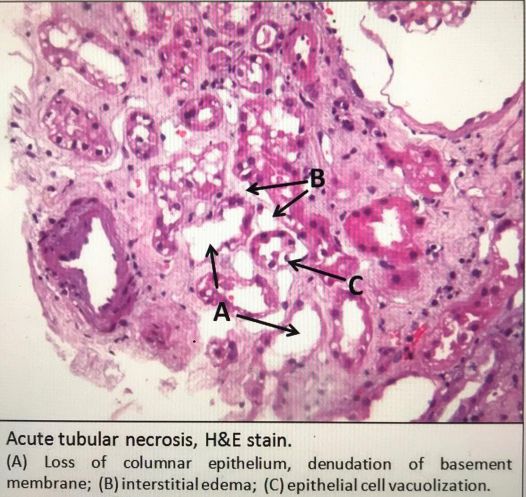 B
C
A
Acute tubular necrosis, H&E stain.
(A) Loss of columnar epithelium, denudation of basement
membrane; (B) interstitial edema; (C) epithelial cell vacuolization.